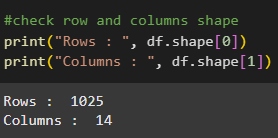 #check row and columns shape
print("Rows : ", df.shape[0])
print("Columns : ", df.shape[1])
Rows :  1025
Columns :  14